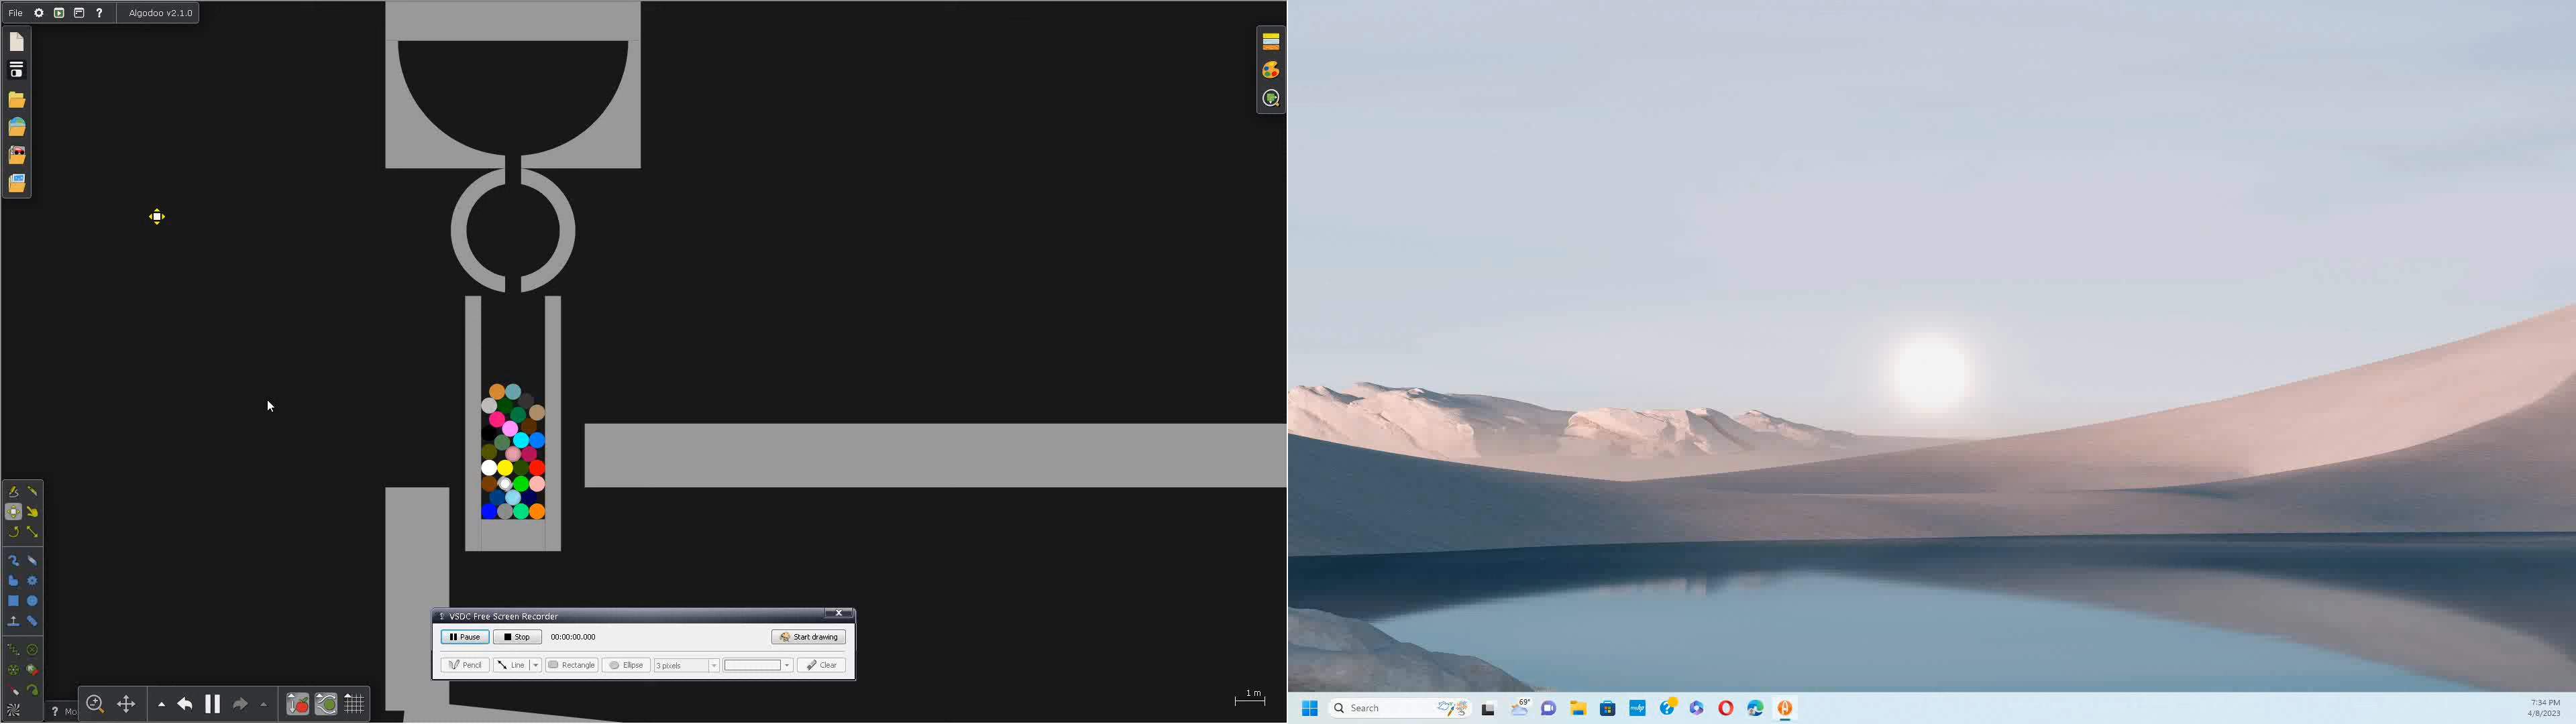 File ? Algodoo v2.1.0
VSDC Free Screen Recorder
Pause Stop 00:00:00.000 Start drawing
Pencil Line Rectangle Ellipse 3 pixels Clear
1 m
? Mo
Search
69°
7:34 PM
4/8/2023